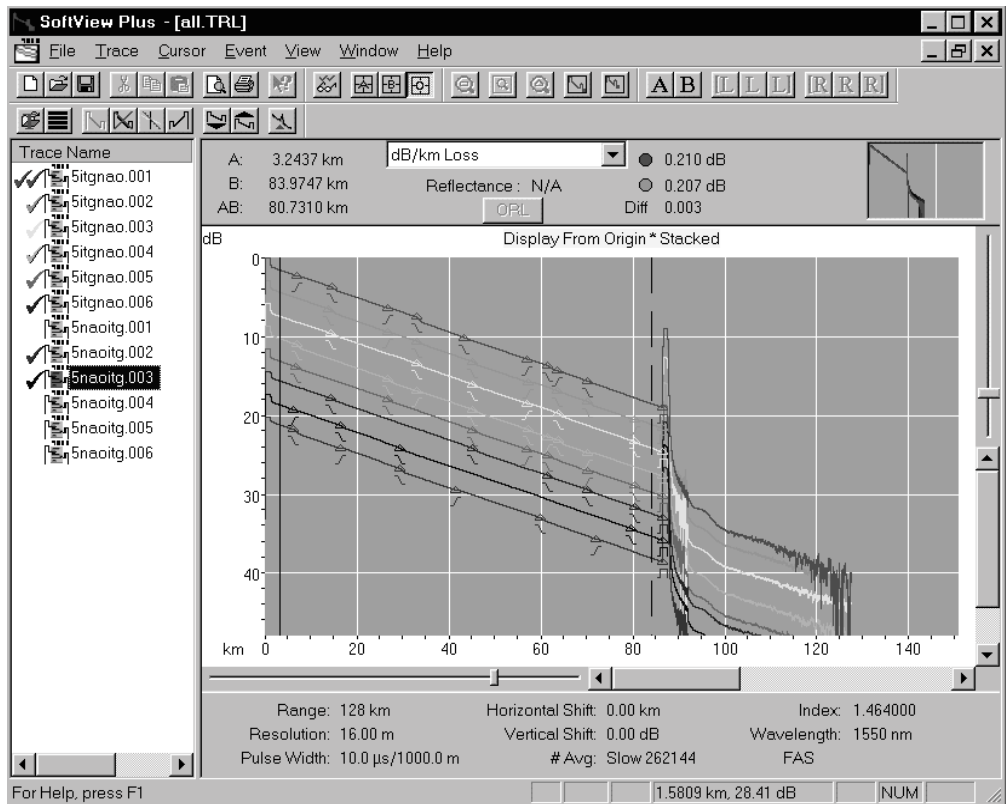 SoftView Plus - [all.TRL]
File Trace Cursor Event View Window Help
A B L L L R R R
Trace Name
5itgnao.001
5itgnao.002
5itgnao.003
5itgnao.004
5itgnao.005
5itgnao.006
5naoitg.001
5naoitg.002
5naoitg.003
5naoitg.004
5naoitg.005
5naoitg.006
A: 3.2437 km
B: 83.9747 km
AB: 80.7310 km
dB/km Loss
Reflectance: N/A
ORL
0.210 dB
0.207 dB
Diff 0.003
dB
Display From Origin * Stacked
0
10
20
30
40
km 0 20 40 60 80 100 120 140
Range: 128 km Horizontal Shift: 0.00 km Index: 1.464000
Resolution: 16.00 m Vertical Shift: 0.00 dB Wavelength: 1550 nm
Pulse Width: 10.0 µs/1000.0 m # Avg: Slow 262144 FAS
For Help, press F1 1.5809 km, 28.41 dB NUM